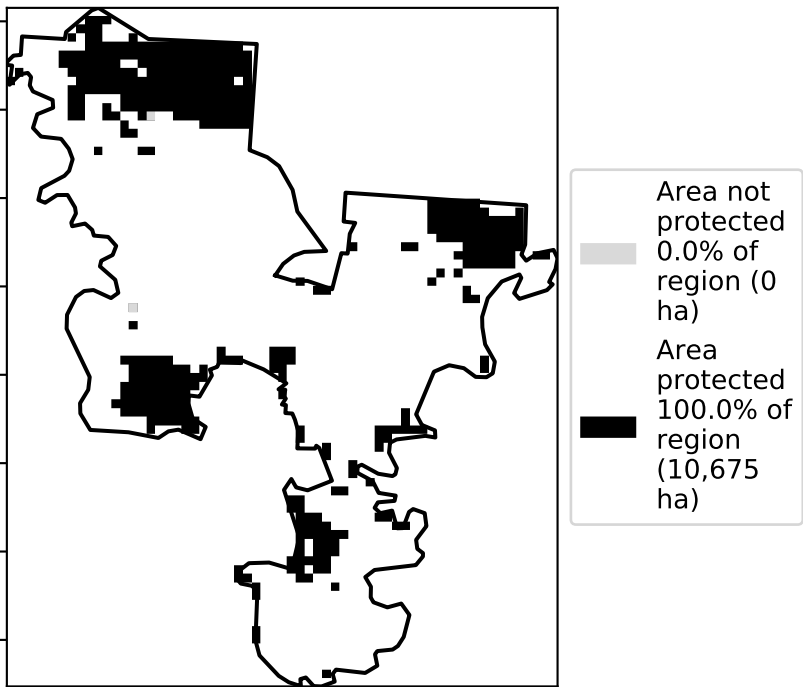 Area not
protected
0.0% of
region (0
ha)
Area
protected
100.0% of
region
(10,675
ha)